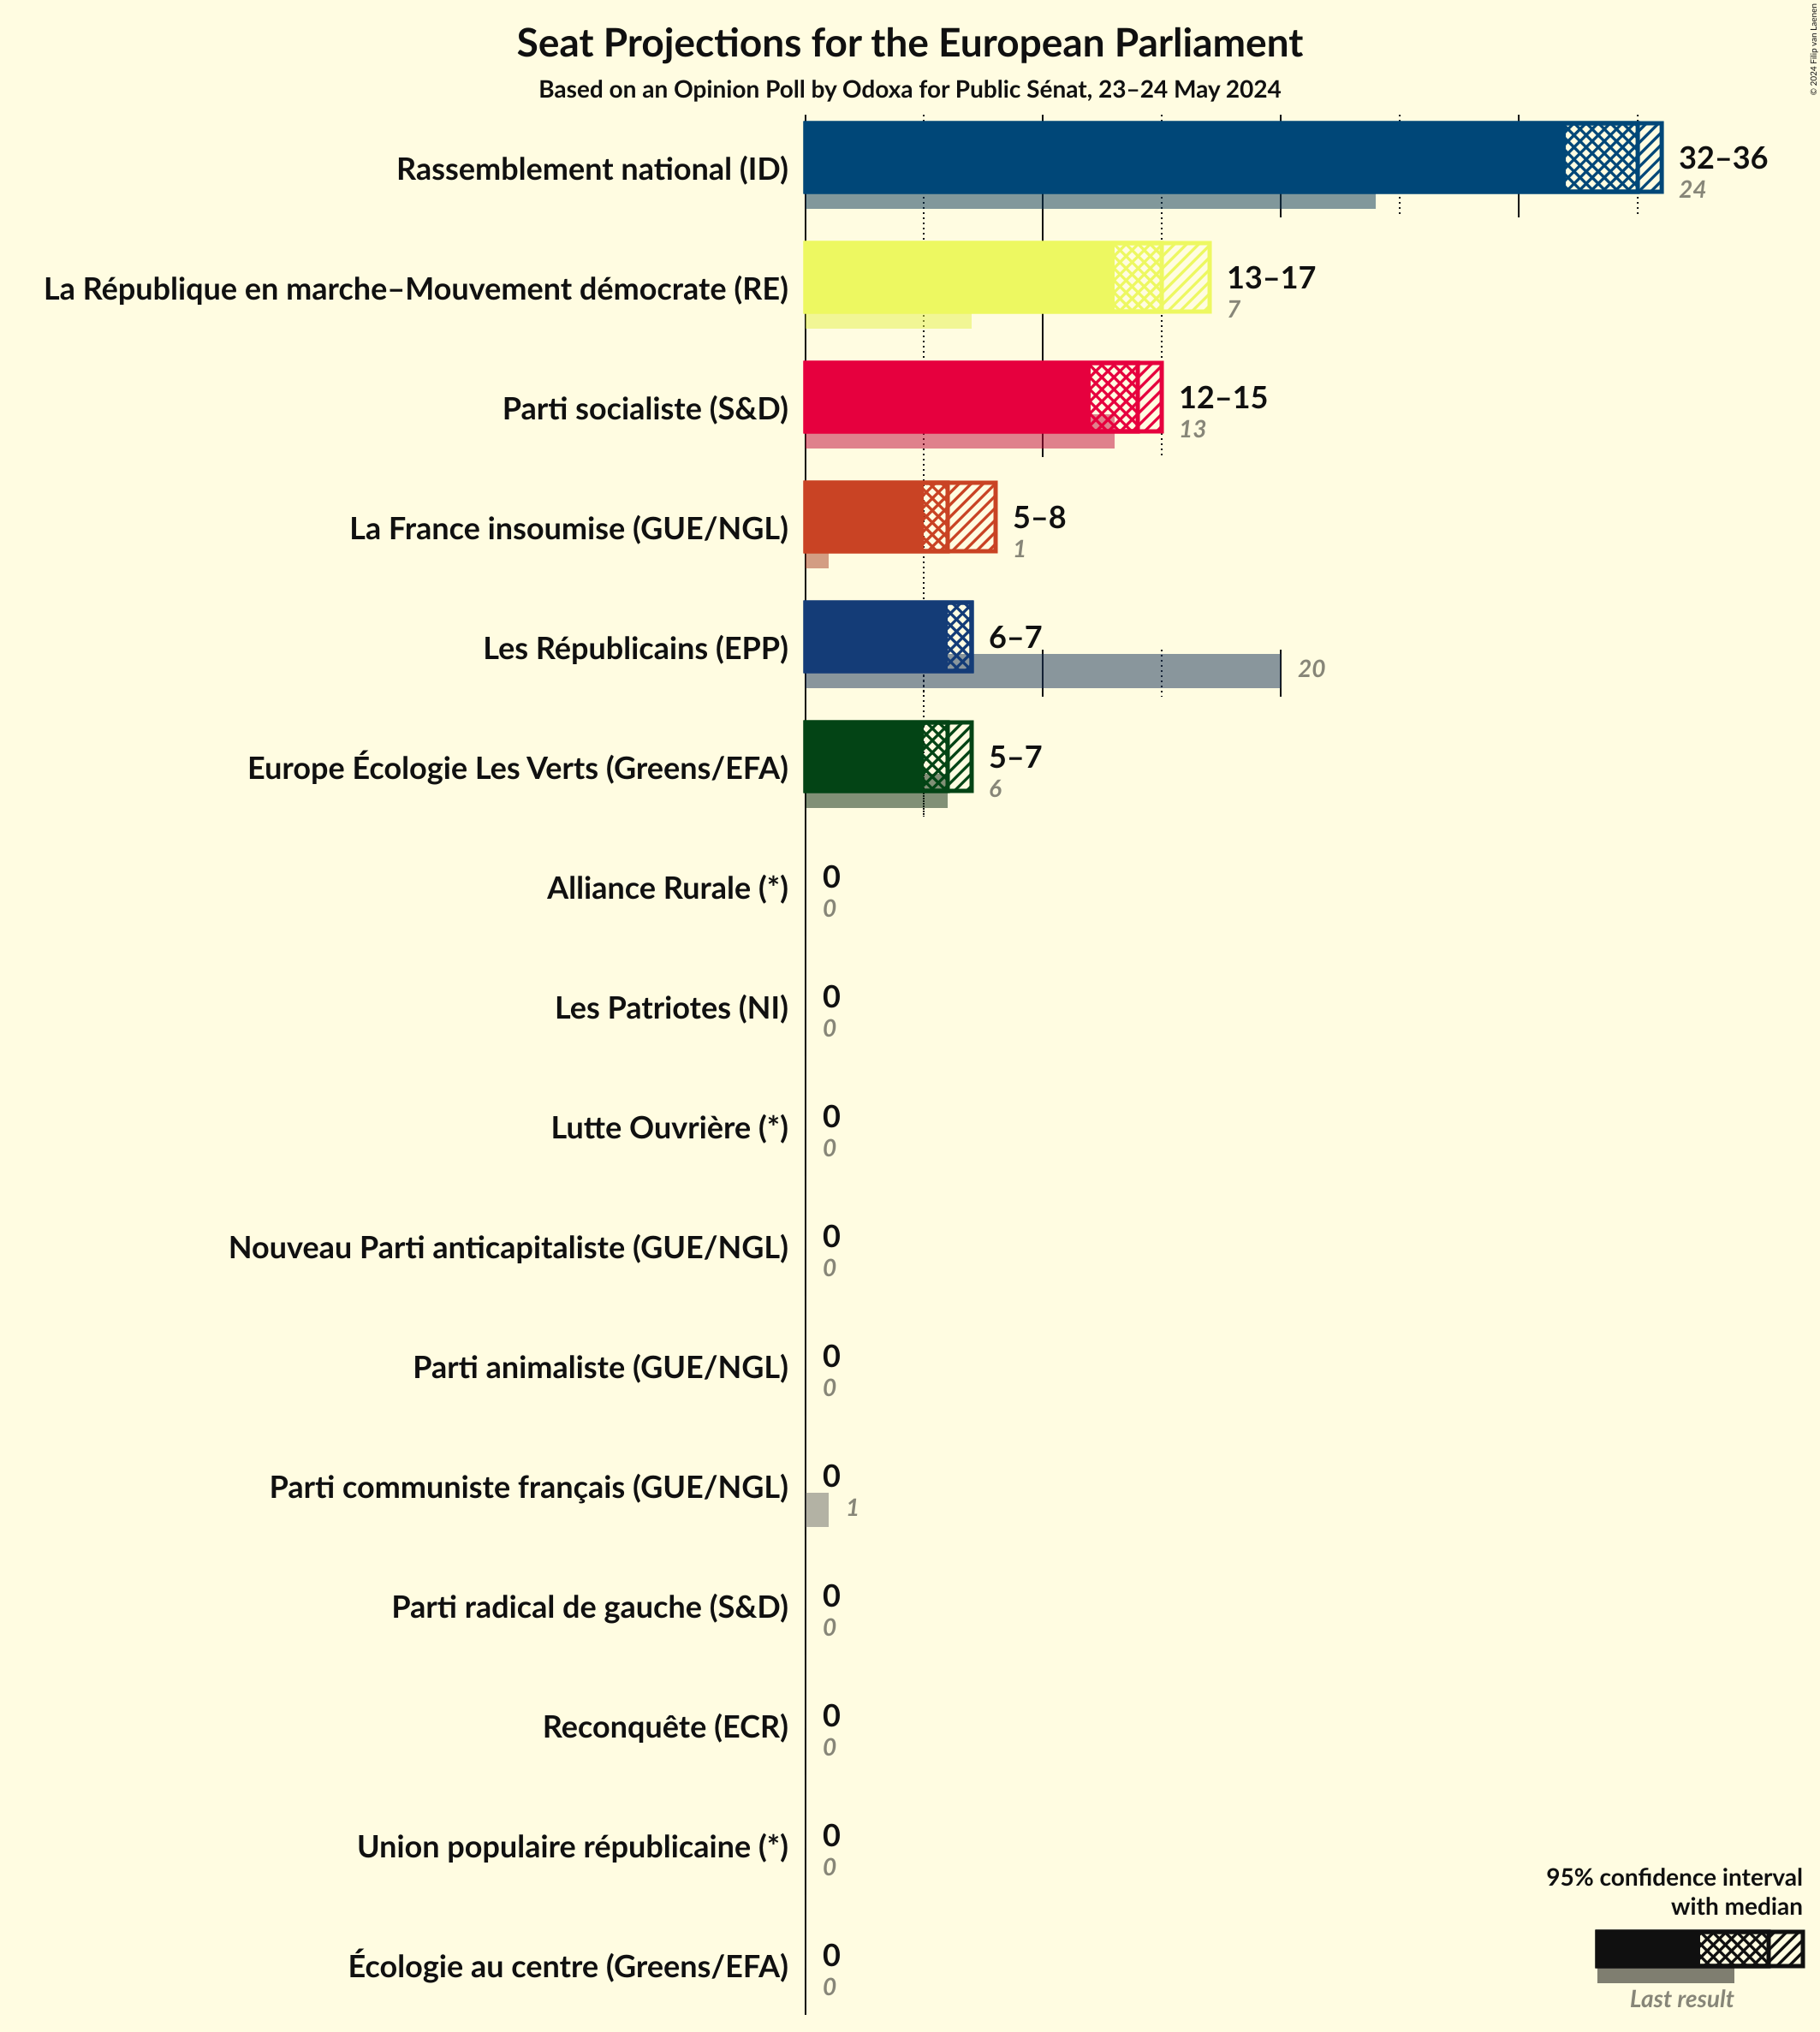 Seat Projections for the European Parliament
Based on an Opinion Poll by Odoxa for Public Sénat, 23–24 May 2024
© 2024 Filip van Laenen
Rassemblement national (ID)
32–36
24
La République en marche–Mouvement démocrate (RE)
13–17
7
Parti socialiste (S&D)
12–15
13
La France insoumise (GUE/NGL)
5–8
1
Les Républicains (EPP)
6–7
20
Europe Écologie Les Verts (Greens/EFA)
5–7
6
Alliance Rurale (*)
0
0
Les Patriotes (NI)
0
0
Lutte Ouvrière (*)
0
0
Nouveau Parti anticapitaliste (GUE/NGL)
0
0
Parti animaliste (GUE/NGL)
0
0
Parti communiste français (GUE/NGL)
0
1
Parti radical de gauche (S&D)
0
0
Reconquête (ECR)
0
0
Union populaire républicaine (*)
0
0
Écologie au centre (Greens/EFA)
0
0
95% confidence interval
with median
Last result